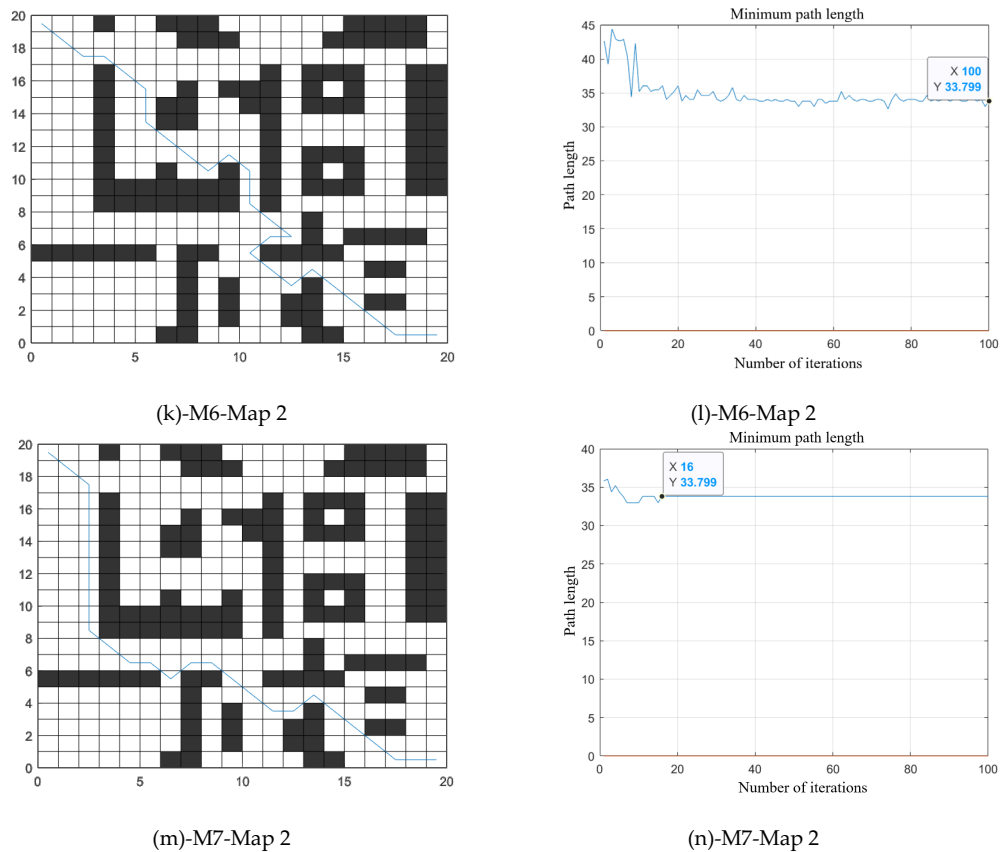 20
18
16
14
12
10
8
6
4
2
0
0 5 10 15 20
(k)-M6-Map 2
Minimum path length
45
40
35
30
25
20
15
10
5
0
Path length
X 100
Y 33.799
0 20 40 60 80 100
Number of iterations
(l)-M6-Map 2
20
18
16
14
12
10
8
6
4
2
0
0 5 10 15 20
(m)-M7-Map 2
Minimum path length
40
35
30
25
20
15
10
5
0
Path length
X 16
Y 33.799
0 20 40 60 80 100
Number of iterations
(n)-M7-Map 2